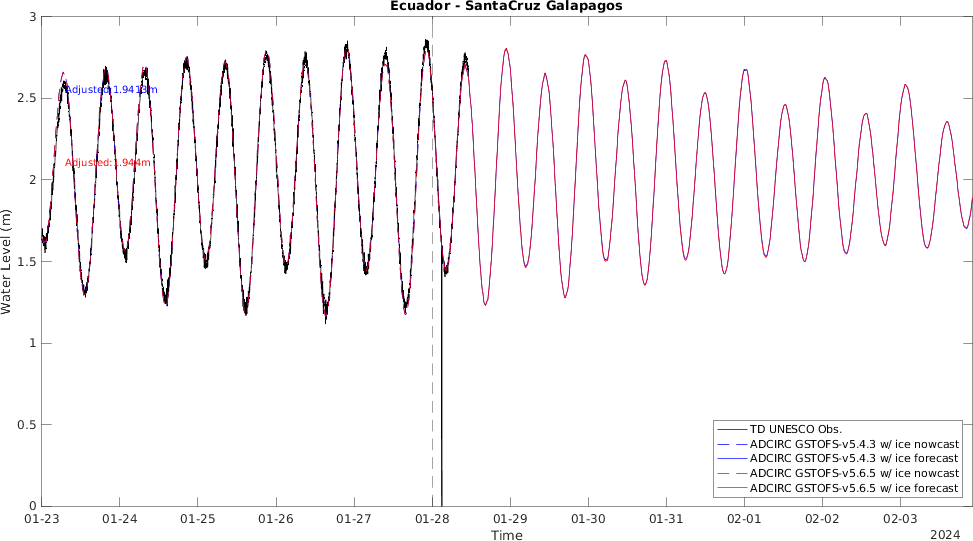 Ecuador - SantaCruz Galapagos
3
2.5
2
1.5
1
0.5
0
Water Level (m)
Adjusted:1.9413m
Adjusted:1.944m
TD UNESCO Obs.
ADCIRC GSTOFS-v5.4.3 w/ ice nowcast
ADCIRC GSTOFS-v5.4.3 w/ ice forecast
ADCIRC GSTOFS-v5.6.5 w/ ice nowcast
ADCIRC GSTOFS-v5.6.5 w/ ice forecast
01-23 01-24 01-25 01-26 01-27 01-28 01-29 01-30 01-31 02-01 02-02 02-03
Time
2024